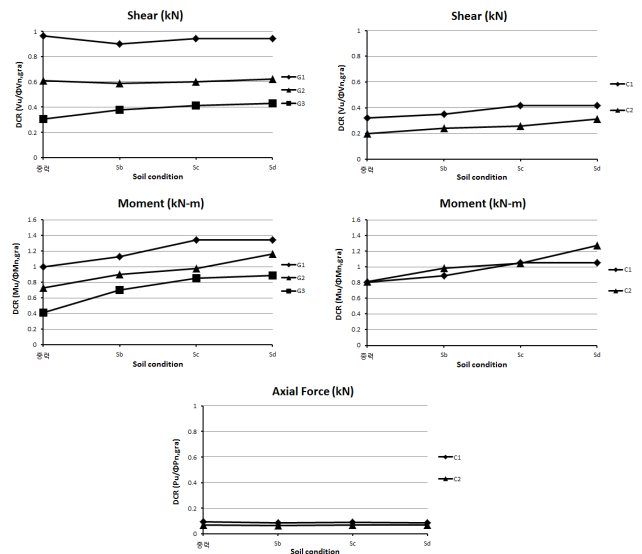 Shear (kN)
DCR (Vu/ΦVn,gra)
1
0.8
0.6
0.4
0.2
0
중력
Sb
Sc
Sd
Soil condition
G1
G2
G3
Shear (kN)
DCR (Vu/ΦVn,gra)
1
0.8
0.6
0.4
0.2
0
중력
Sb
Sc
Sd
Soil condition
C1
C2
Moment (kN-m)
DCR (Mu/ΦMn,gra)
1.6
1.4
1.2
1
0.8
0.6
0.4
0.2
0
중력
Sb
Sc
Sd
Soil condition
G1
G2
G3
Moment (kN-m)
DCR (Mu/ΦMn,gra)
1.6
1.4
1.2
1
0.8
0.6
0.4
0.2
0
중력
Sb
Sc
Sd
Soil condition
C1
C2
Axial Force (kN)
DCR (Pu/ΦPn,gra)
1
0.8
0.6
0.4
0.2
0
중력
Sb
Sc
Sd
Soil condition
C1
C2